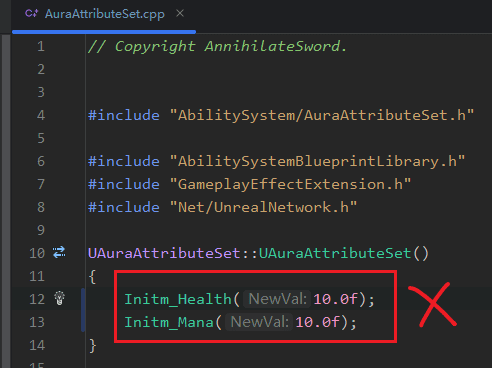 AuraAttributeSet.cpp
1 // Copyright AnnihilateSword.
2
3
4 #include "AbilitySystem/AuraAttributeSet.h"
5
6 #include "AbilitySystemBlueprintLibrary.h"
7 #include "GameplayEffectExtension.h"
8 #include "Net/UnrealNetwork.h"
9
10 UAuraAttributeSet::UAuraAttributeSet()
11 {
12 Initm_Health( NewVal: 10.0f);
13 Initm_Mana( NewVal: 10.0f);
14 }